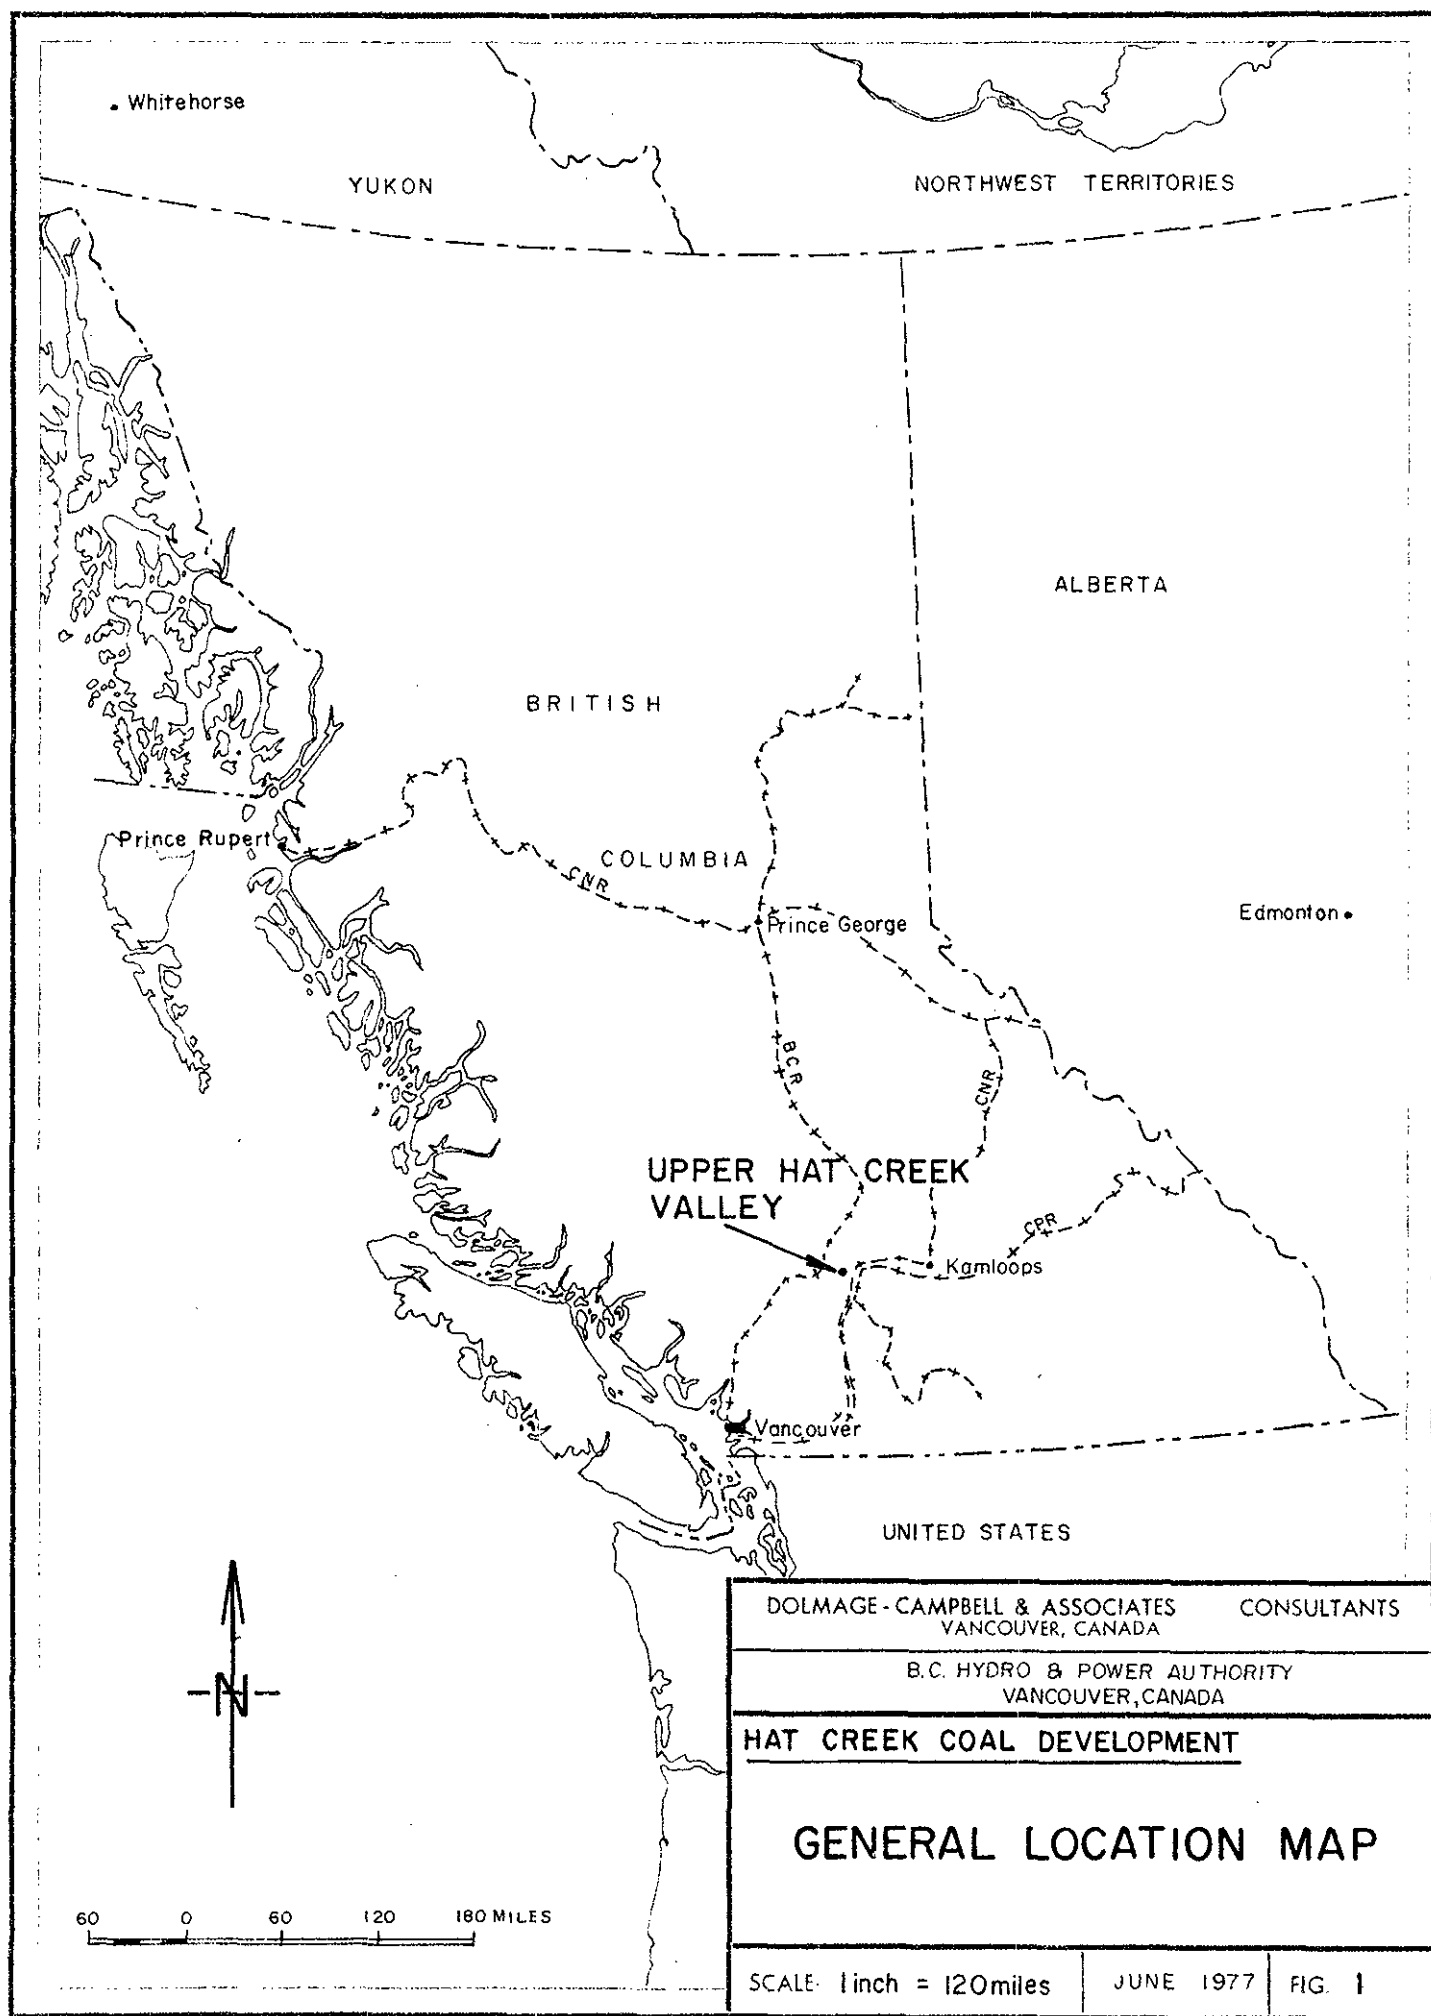 Whitehorse
YUKON
NORTHWEST TERRITORIES
ALBERTA
BRITISH
COLUMBIA
Prince Rupert
CNR
Prince George
Edmonton
BCR
CNR
UPPER HAT CREEK
VALLEY
CPR
Kamloops
Vancouver
UNITED STATES
N
60 0 60 120 180 MILES
DOLMAGE-CAMPBELL & ASSOCIATES CONSULTANTS
VANCOUVER, CANADA
B.C. HYDRO & POWER AUTHORITY
VANCOUVER, CANADA
HAT CREEK COAL DEVELOPMENT
GENERAL LOCATION MAP
SCALE: 1 inch = 120 miles
JUNE 1977
FIG. 1